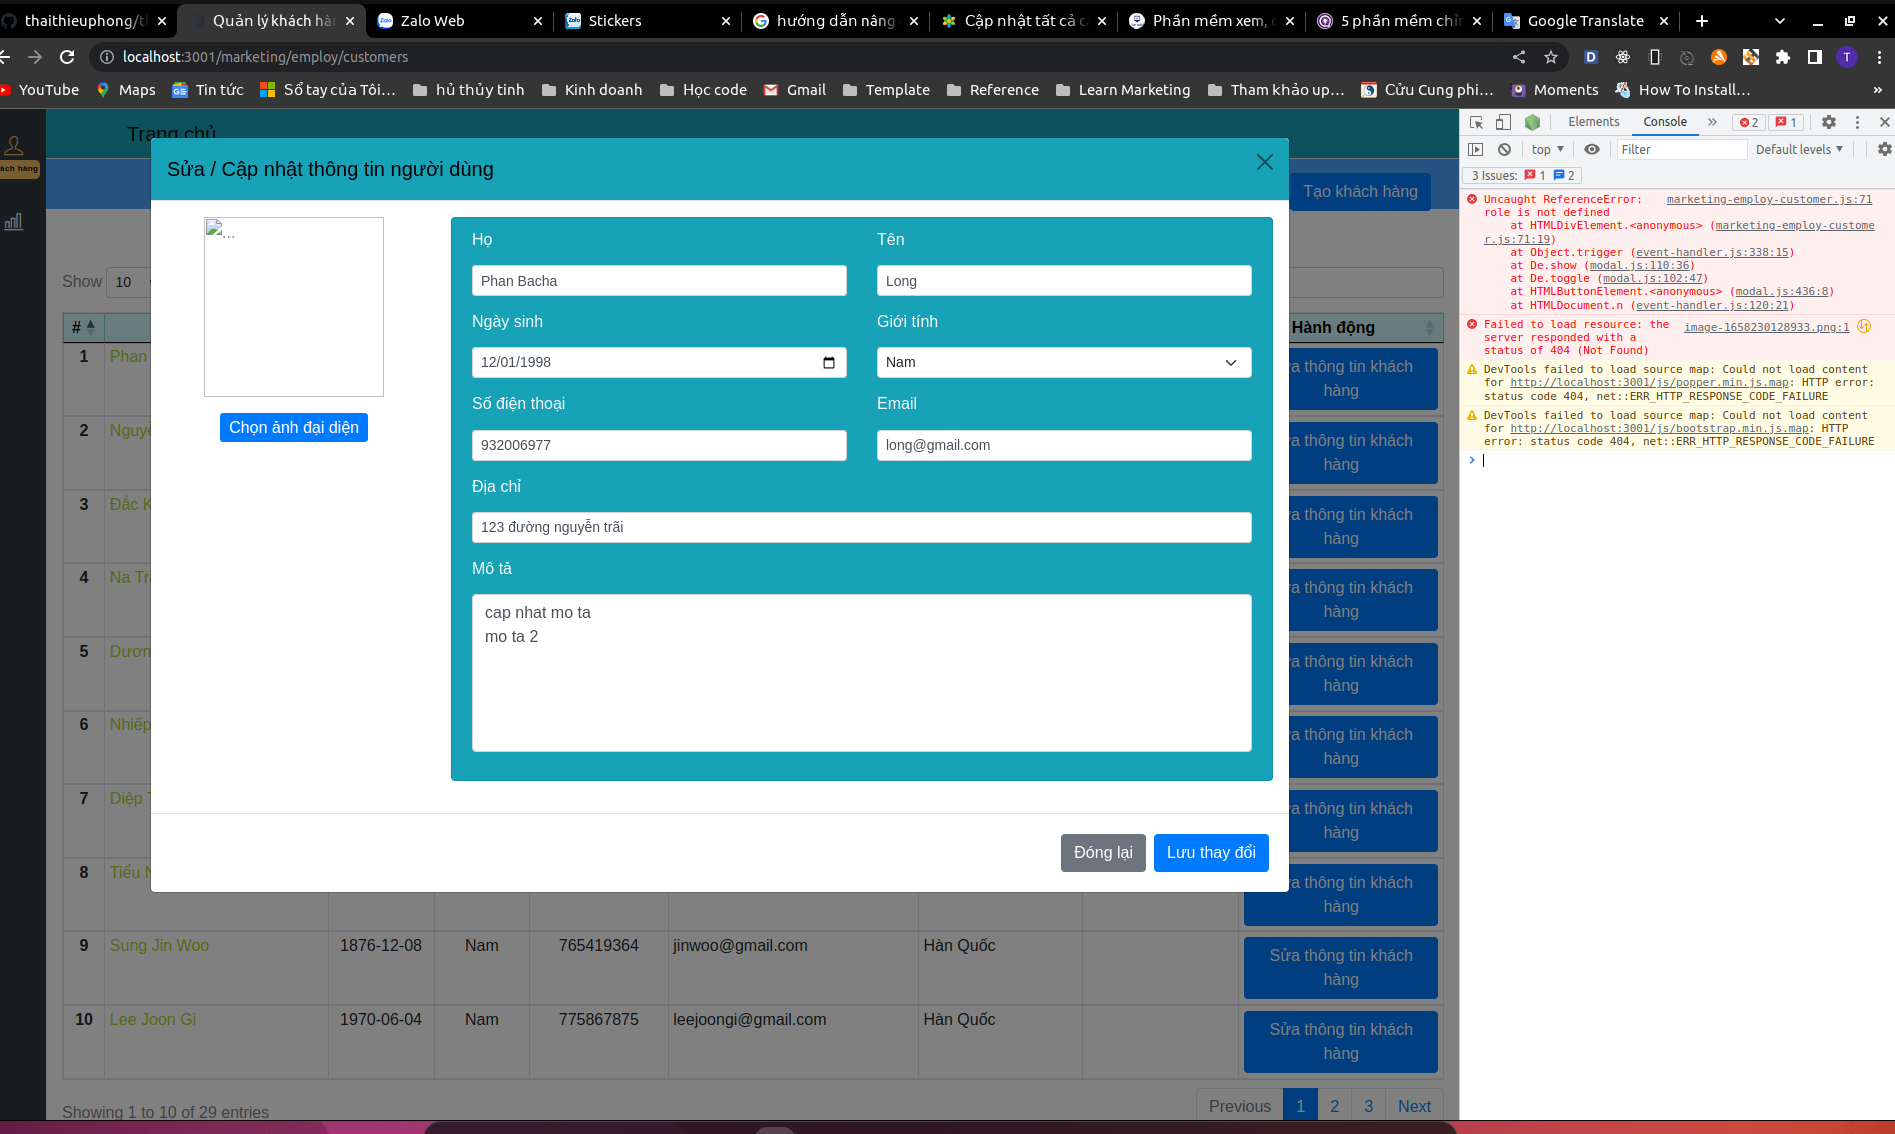 thaithieuphong/tl
Quản lý khách hàn
Zalo Web
Stickers
hướng dẫn nâng
Cập nhật tất cả c
Phần mềm xem, c
5 phần mềm chỉn
Google Translate
localhost:3001/marketing/employ/customers
T
YouTube
Maps
Tin tức
Sổ tay của Tôi...
hủ thủy tinh
Kinh doanh
Học code
Gmail
Template
Reference
Learn Marketing
Tham khảo up...
Cửu Cung phi...
Moments
How To Install...
»
Trang chủ
ách hàng
Sửa / Cập nhật thông tin người dùng
Tạo khách hàng
...
Chọn ảnh đại diện
Họ
Phan Bacha
Tên
Long
Ngày sinh
12/01/1998
Giới tính
Nam
Số điện thoại
932006977
Email
long@gmail.com
Địa chỉ
123 đường nguyễn trãi
Mô tả
cap nhat mo ta
mo ta 2
Đóng lại
Lưu thay đổi
Show 10
#
Hành động
1
Phan
a thông tin khách
hàng
2
Nguyễ
a thông tin khách
hàng
3
Đắc K
a thông tin khách
hàng
4
Na Tra
a thông tin khách
hàng
5
Dươn
a thông tin khách
hàng
6
Nhiếp
a thông tin khách
hàng
7
Diệp T
a thông tin khách
hàng
8
Tiểu N
a thông tin khách
hàng
9
Sung Jin Woo
1876-12-08
Nam
765419364
jinwoo@gmail.com
Hàn Quốc
Sửa thông tin khách
hàng
10
Lee Joon Gi
1970-06-04
Nam
775867875
leejoongi@gmail.com
Hàn Quốc
Sửa thông tin khách
hàng
Showing 1 to 10 of 29 entries
Previous
1
2
3
Next
Elements
Console
»
2
1
top
Filter
Default levels
3 Issues: 1 2
Uncaught ReferenceError: marketing-employ-customer.js:71
role is not defined
at HTMLDivElement.<anonymous> (marketing-employ-custome
r.js:71:19)
at Object.trigger (event-handler.js:338:15)
at De.show (modal.js:110:36)
at De.toggle (modal.js:102:47)
at HTMLButtonElement.<anonymous> (modal.js:436:8)
at HTMLDocument.n (event-handler.js:120:21)
Failed to load resource: the image-1658230128933.png:1
server responded with a
status of 404 (Not Found)
DevTools failed to load source map: Could not load content
for http://localhost:3001/js/popper.min.js.map: HTTP error:
status code 404, net::ERR_HTTP_RESPONSE_CODE_FAILURE
DevTools failed to load source map: Could not load content
for http://localhost:3001/js/bootstrap.min.js.map: HTTP
error: status code 404, net::ERR_HTTP_RESPONSE_CODE_FAILURE